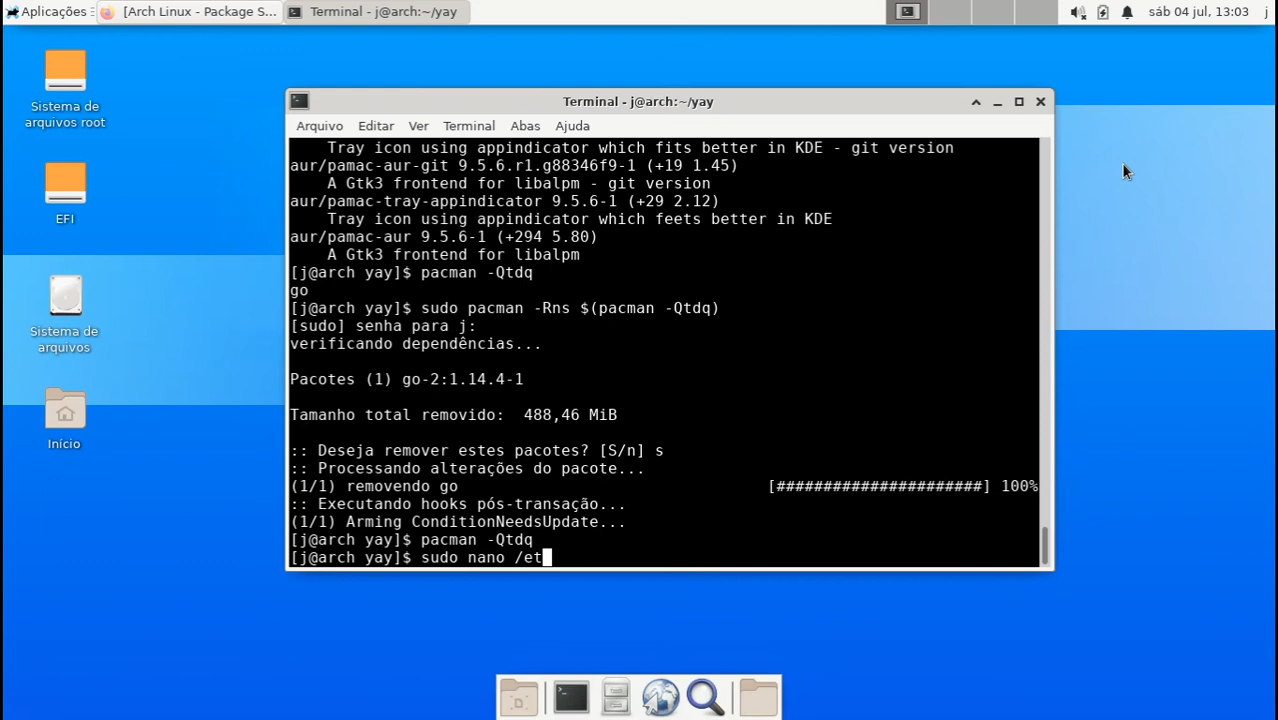 Aplicações
[Arch Linux - Package S...
Terminal - j@arch:~/yay
sáb 04 jul, 13:03
j
Sistema de
arquivos root
EFI
Sistema de
arquivos
Início
Terminal - j@arch:~/yay
Arquivo Editar Ver Terminal Abas Ajuda
Tray icon using appindicator which fits better in KDE - git version
aur/pamac-aur-git 9.5.6.r1.g88346f9-1 (+19 1.45)
A Gtk3 frontend for libalpm - git version
aur/pamac-tray-appindicator 9.5.6-1 (+29 2.12)
Tray icon using appindicator which feets better in KDE
aur/pamac-aur 9.5.6-1 (+294 5.80)
A Gtk3 frontend for libalpm
[j@arch yay]$ pacman -Qtdq
go
[j@arch yay]$ sudo pacman -Rns $(pacman -Qtdq)
[sudo] senha para j:
verificando dependências...
Pacotes (1) go-2:1.14.4-1
Tamanho total removido:  488,46 MiB
:: Deseja remover estes pacotes? [S/n] s
:: Processando alterações do pacote...
(1/1) removendo go [######################] 100%
:: Executando hooks pós-transação...
(1/1) Arming ConditionNeedsUpdate...
[j@arch yay]$ pacman -Qtdq
[j@arch yay]$ sudo nano /et